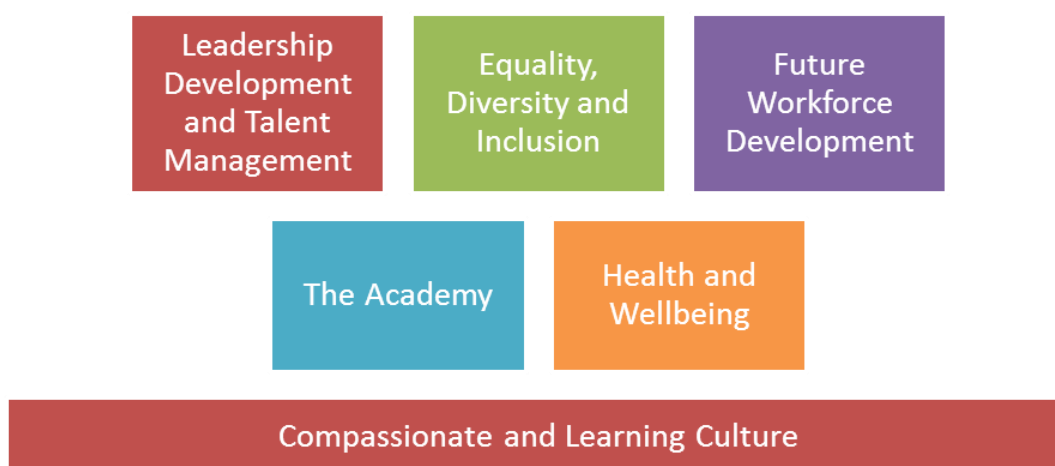 Leadership
Development
and Talent
Management
Equality,
Diversity and
Inclusion
Future
Workforce
Development
The Academy
Health and
Wellbeing
Compassionate and Learning Culture